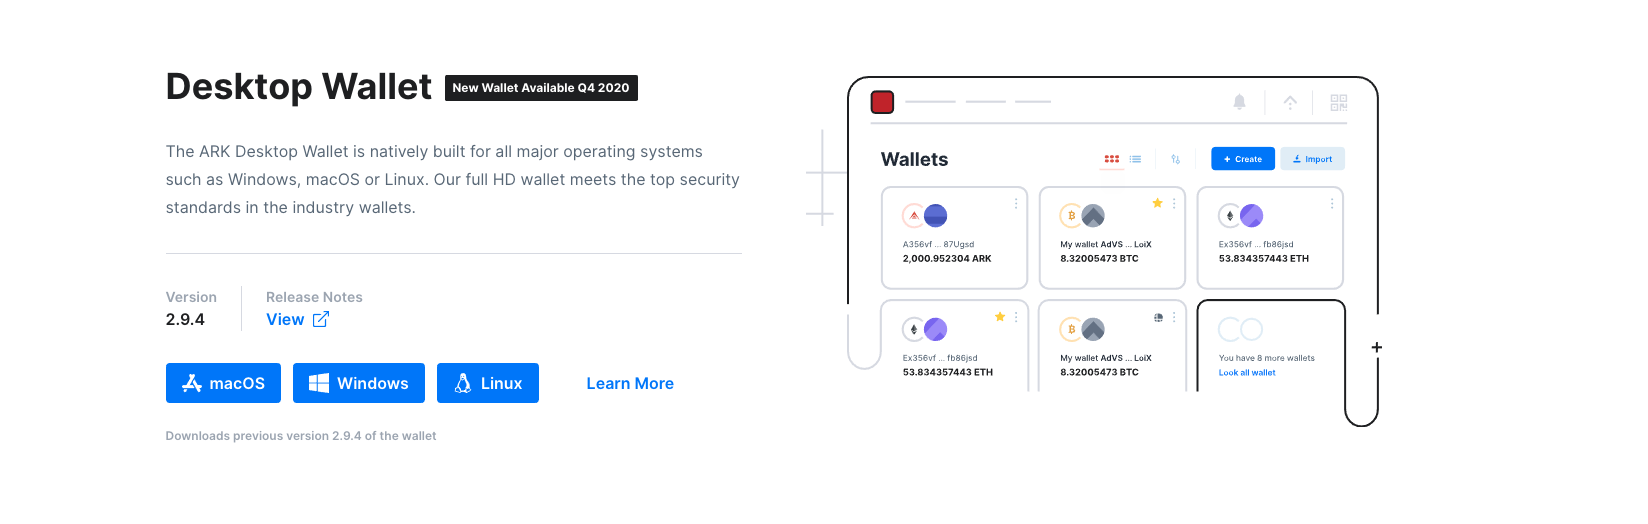 Desktop Wallet
New Wallet Available Q4 2020
The ARK Desktop Wallet is natively built for all major operating systems
such as Windows, macOS or Linux. Our full HD wallet meets the top security
standards in the industry wallets.
Version
2.9.4
Release Notes
View
macOS
Windows
Linux
Learn More
Downloads previous version 2.9.4 of the wallet
Wallets
+ Create
Import
A356vf ... 87Ugsd
2,000.952304 ARK
My wallet AdVS ... LoiX
8.32005473 BTC
Ex356vf ... fb86jsd
53.834357443 ETH
Ex356vf ... fb86jsd
53.834357443 ETH
My wallet AdVS ... LoiX
8.32005473 BTC
You have 8 more wallets
Look all wallet